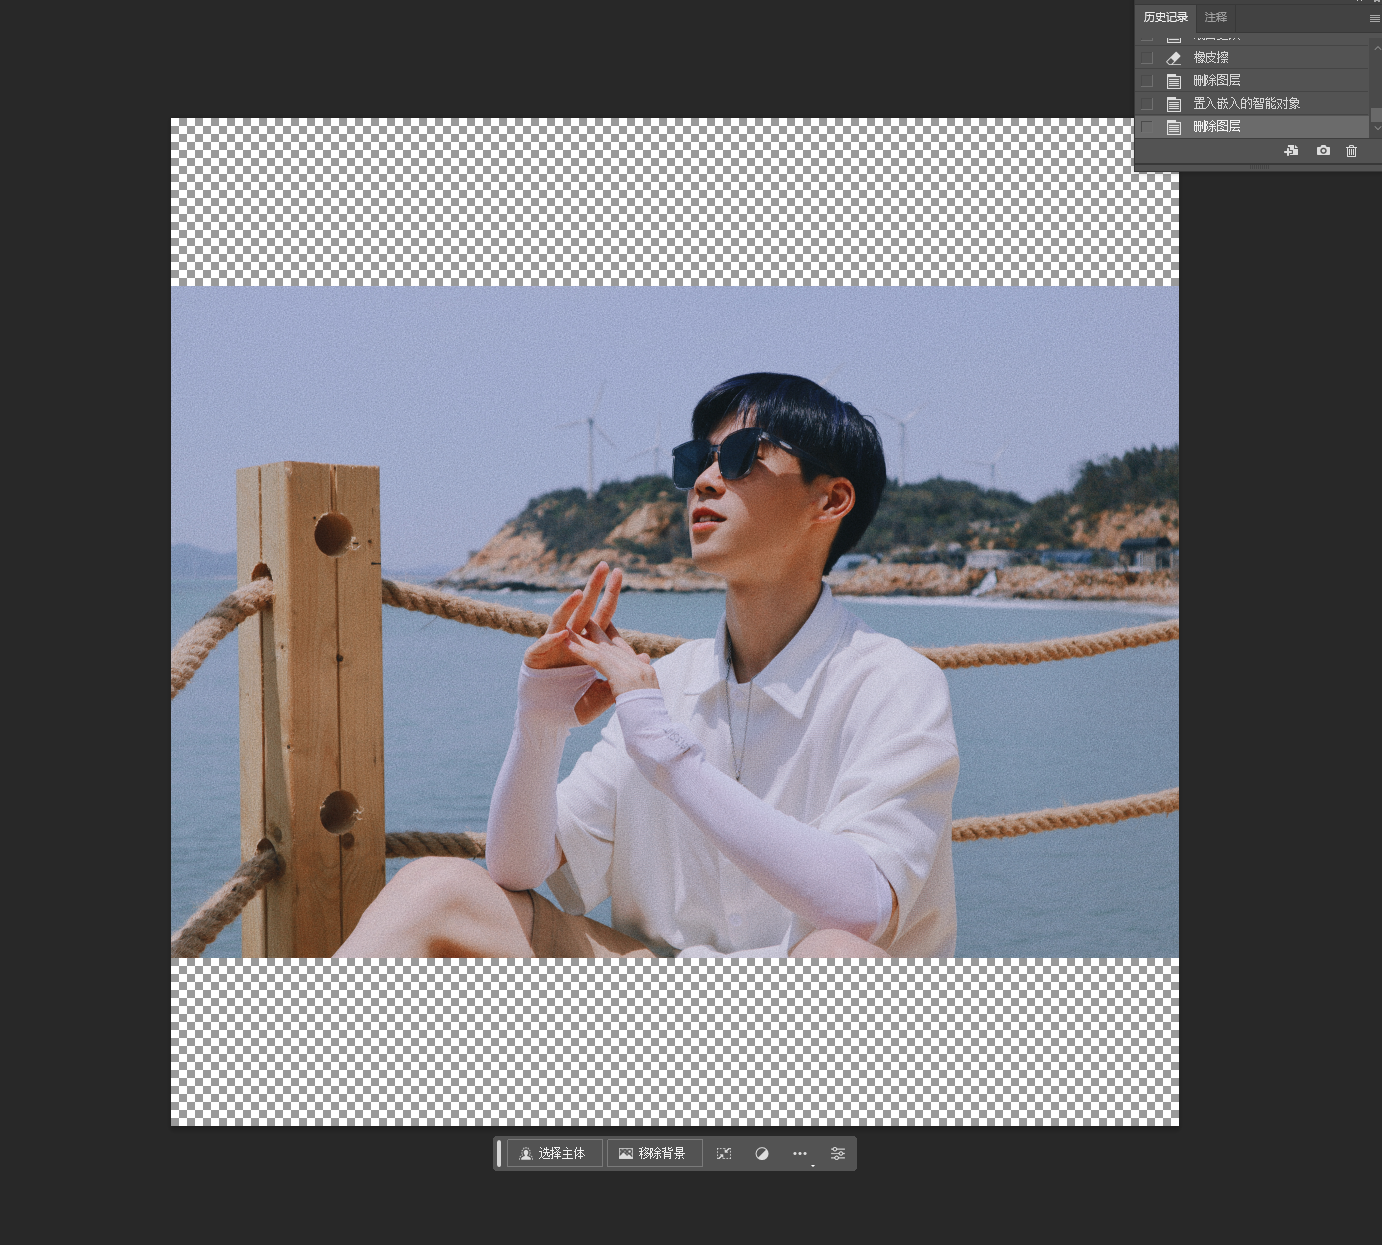 历史记录 注释
橡皮擦
删除图层
置入嵌入的智能对象
删除图层
选择主体 移除背景